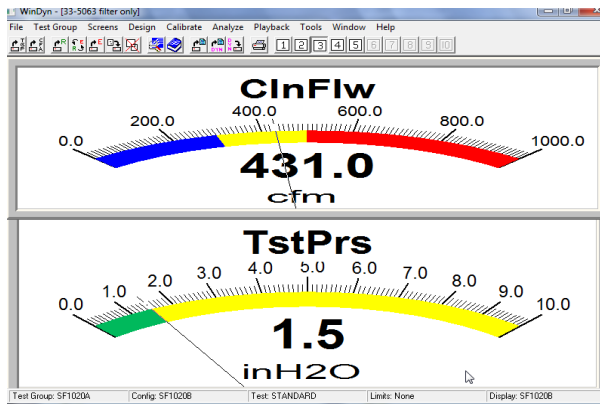 WinDyn - [33-5063 filter only]
File Test Group Screens Design Calibrate Analyze Playback Tools Window Help
1 2 3 4 5 6 7 8 9 10
ClnFlw
0.0 200.0 400.0 600.0 800.0 1000.0
431.0
cfm
TstPrs
0.0 1.0 2.0 3.0 4.0 5.0 6.0 7.0 8.0 9.0 10.0
1.5
inH2O
Test Group: SF1020A Config: SF1020B Test: STANDARD Limits: None Display: SF1020B